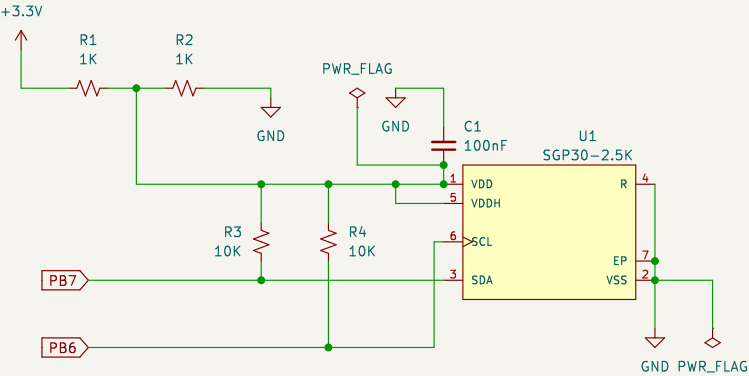 +3.3V
R1
1K
R2
1K
GND
PWR_FLAG
GND
C1
100nF
U1
SGP30-2.5K
1 VDD
5 VDDH
6 SCL
3 SDA
R 4
EP 7
VSS 2
R3
10K
R4
10K
PB7
PB6
GND PWR_FLAG